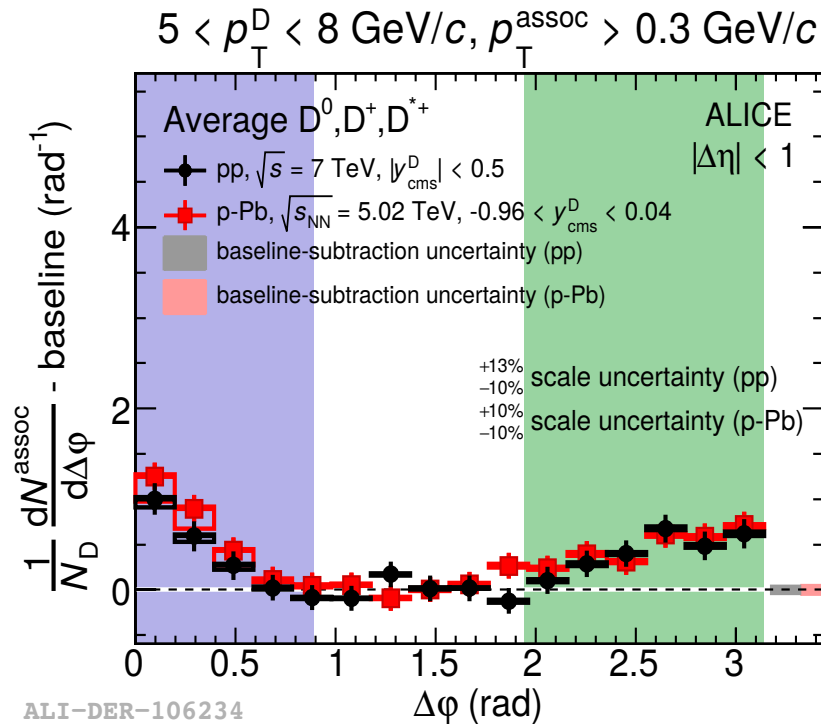 5 < p_T^D < 8 GeV/c, p_T^assoc > 0.3 GeV/c
Average D⁰,D⁺,D*⁺
ALICE
|Δη| < 1
pp, √s = 7 TeV, |y_cms^D| < 0.5
p-Pb, √s_NN = 5.02 TeV, -0.96 < y_cms^D < 0.04
baseline-subtraction uncertainty (pp)
baseline-subtraction uncertainty (p-Pb)
+13% −10% scale uncertainty (pp)
+10% −10% scale uncertainty (p-Pb)
1/N_D dN^assoc/dΔφ - baseline (rad⁻¹)
4
2
0
0 0.5 1 1.5 2 2.5 3
Δφ (rad)
ALI−DER−106234